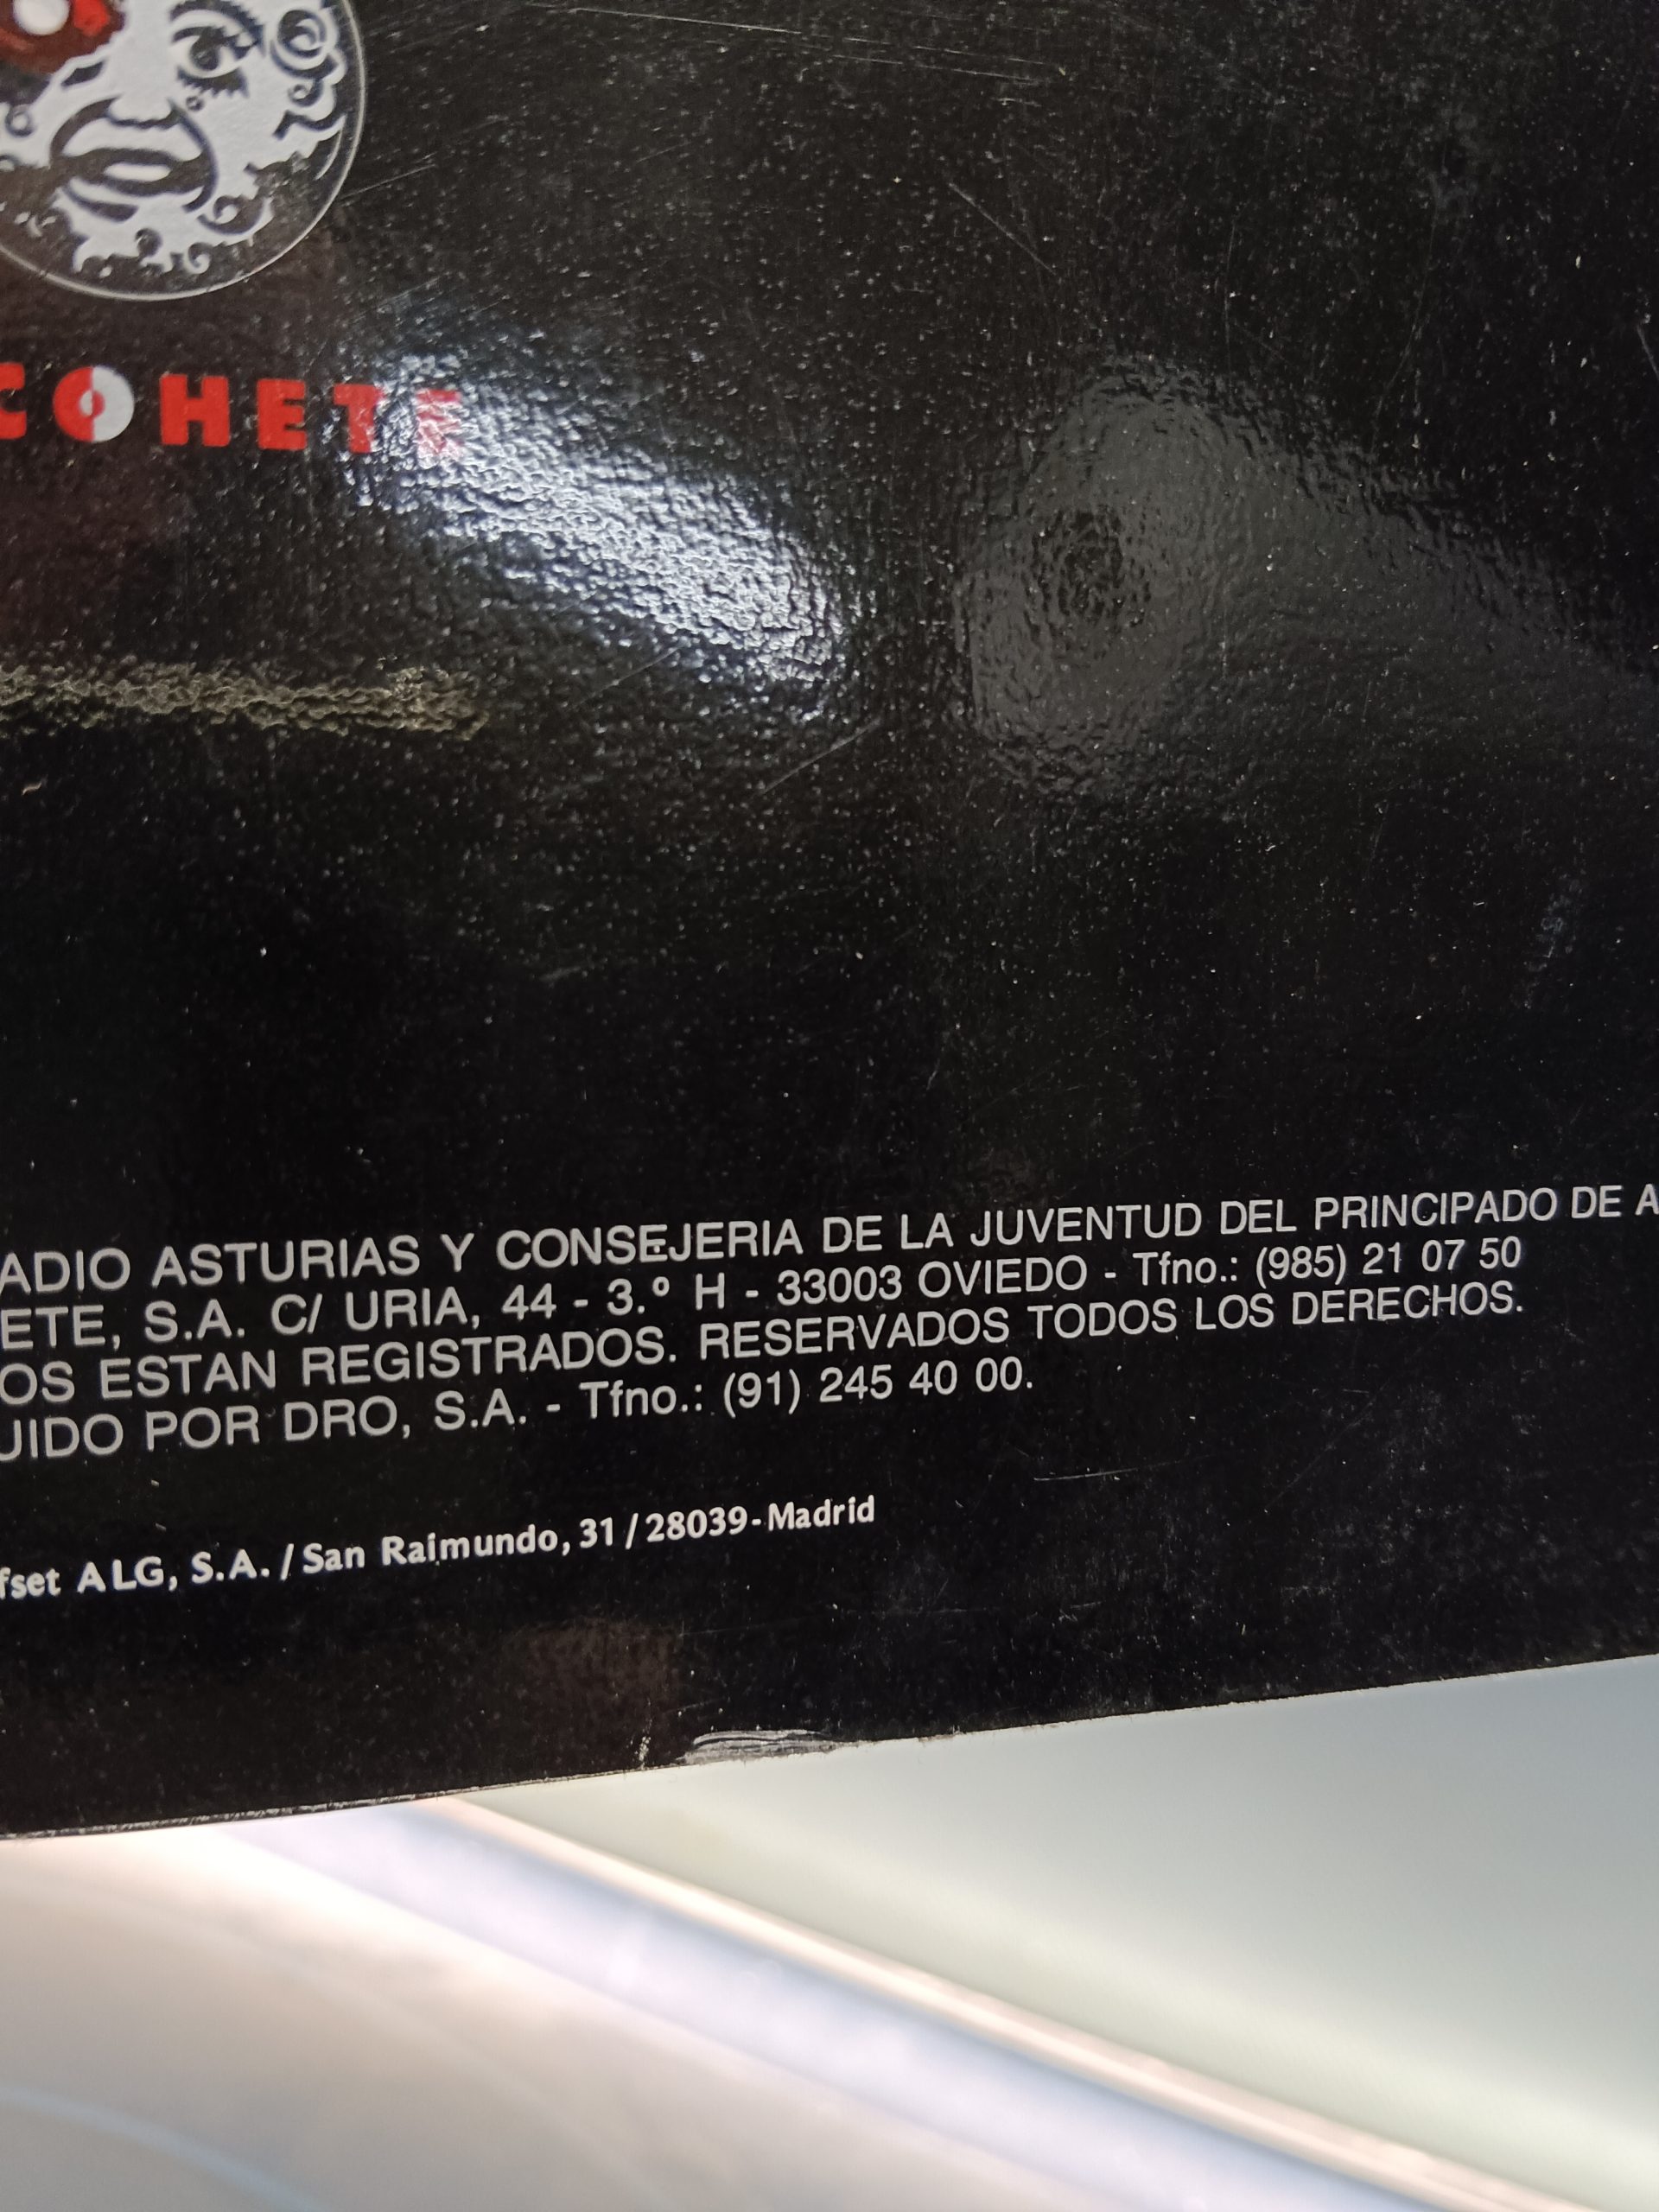 COHETE
ADIO ASTURIAS Y CONSEJERIA DE LA JUVENTUD DEL PRINCIPADO DE A
ETE, S.A. C/ URIA, 44 - 3.º H - 33003 OVIEDO - Tfno.: (985) 21 07 50
OS ESTAN REGISTRADOS. RESERVADOS TODOS LOS DERECHOS.
UIDO POR DRO, S.A. - Tfno.: (91) 245 40 00.
fset ALG, S.A. / San Raimundo, 31 / 28039-Madrid